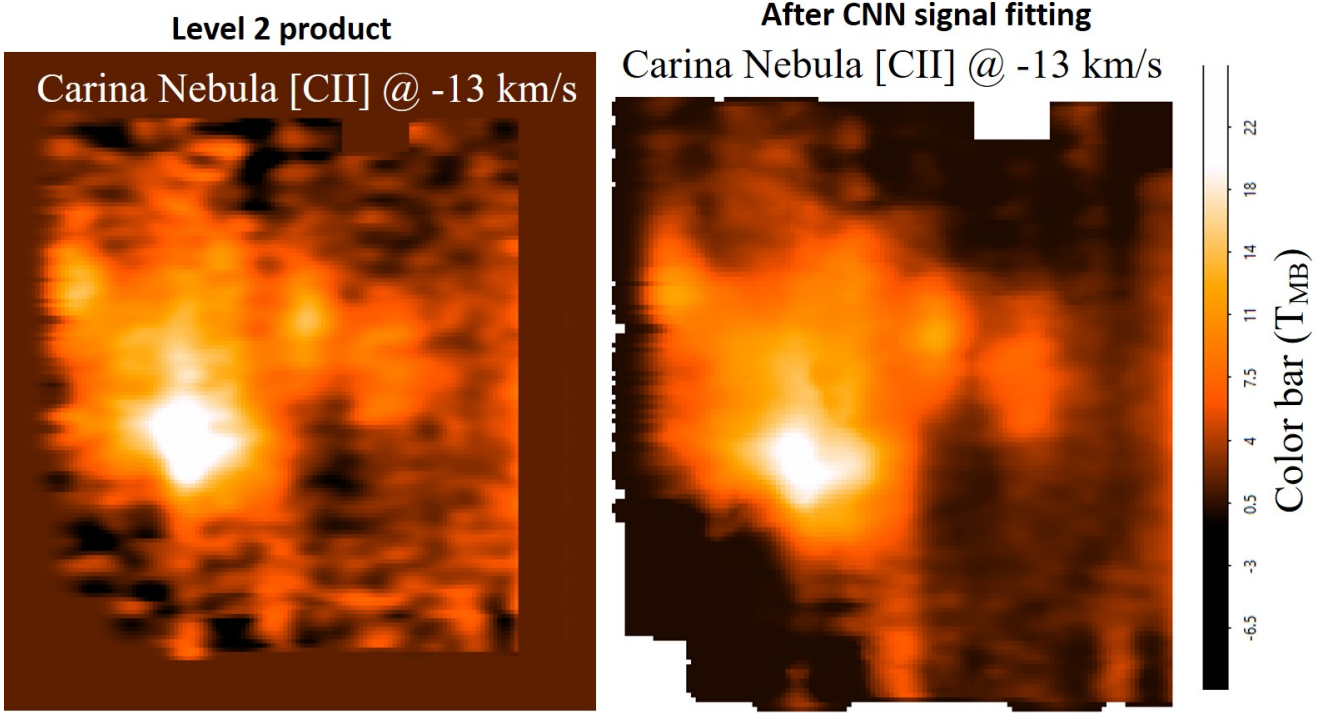 Level 2 product
Carina Nebula [CII] @ -13 km/s
After CNN signal fitting
Carina Nebula [CII] @ -13 km/s
22
18
14
11
7.5
4
0.5
-3
-6.5
Color bar (TMB)